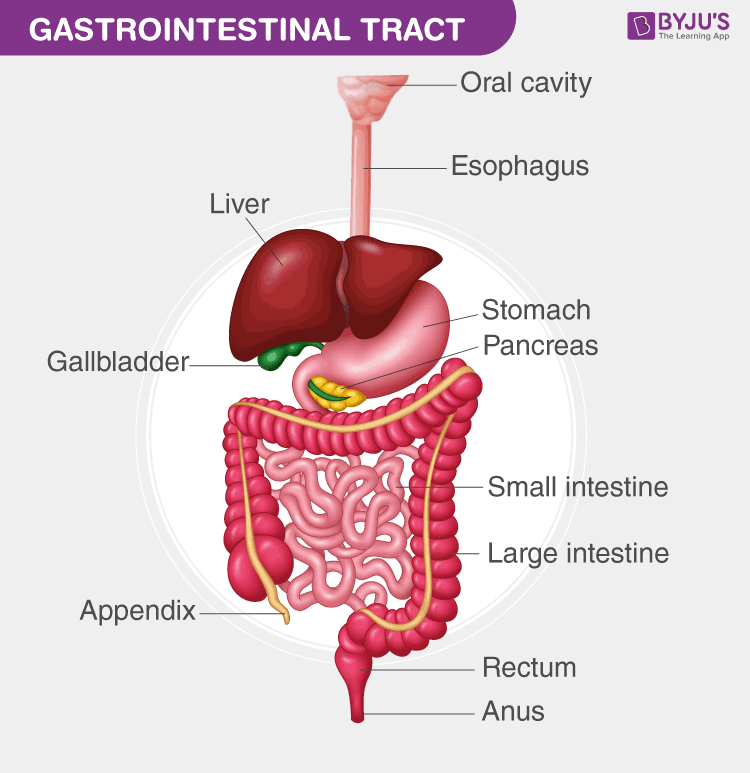 GASTROINTESTINAL TRACT
BYJU'S
The Learning App
Oral cavity
Esophagus
Liver
Stomach
Pancreas
Gallbladder
Small intestine
Large intestine
Appendix
Rectum
Anus